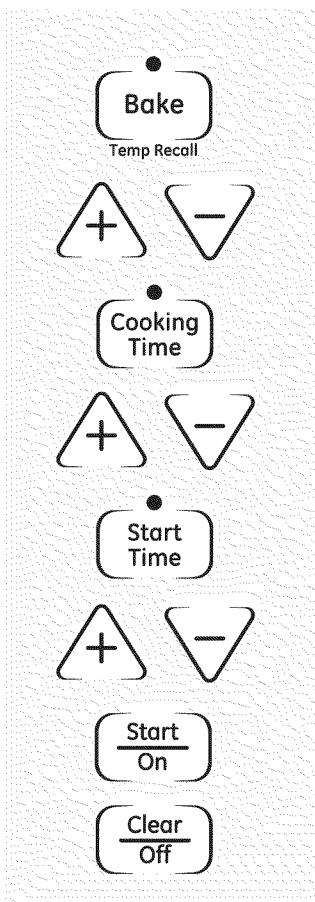 Bake
Temp Recall
+ −
Cooking
Time
+ −
Start
Time
+ −
Start
On
Clear
Off